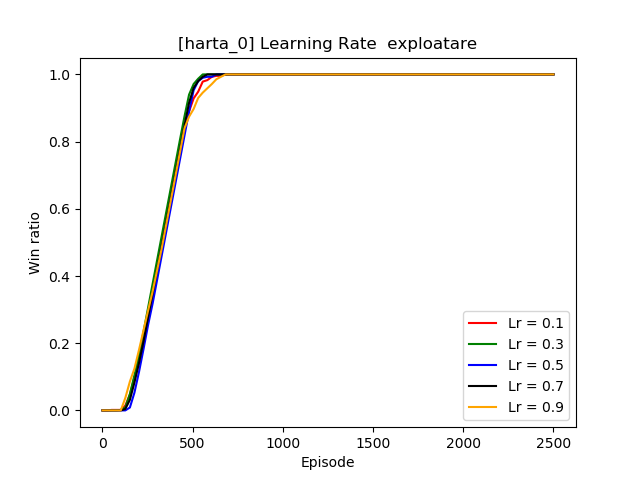 [harta_0] Learning Rate  exploatare
Win ratio
1.0
0.8
0.6
0.4
0.2
0.0
0 500 1000 1500 2000 2500
Episode
Lr = 0.1
Lr = 0.3
Lr = 0.5
Lr = 0.7
Lr = 0.9